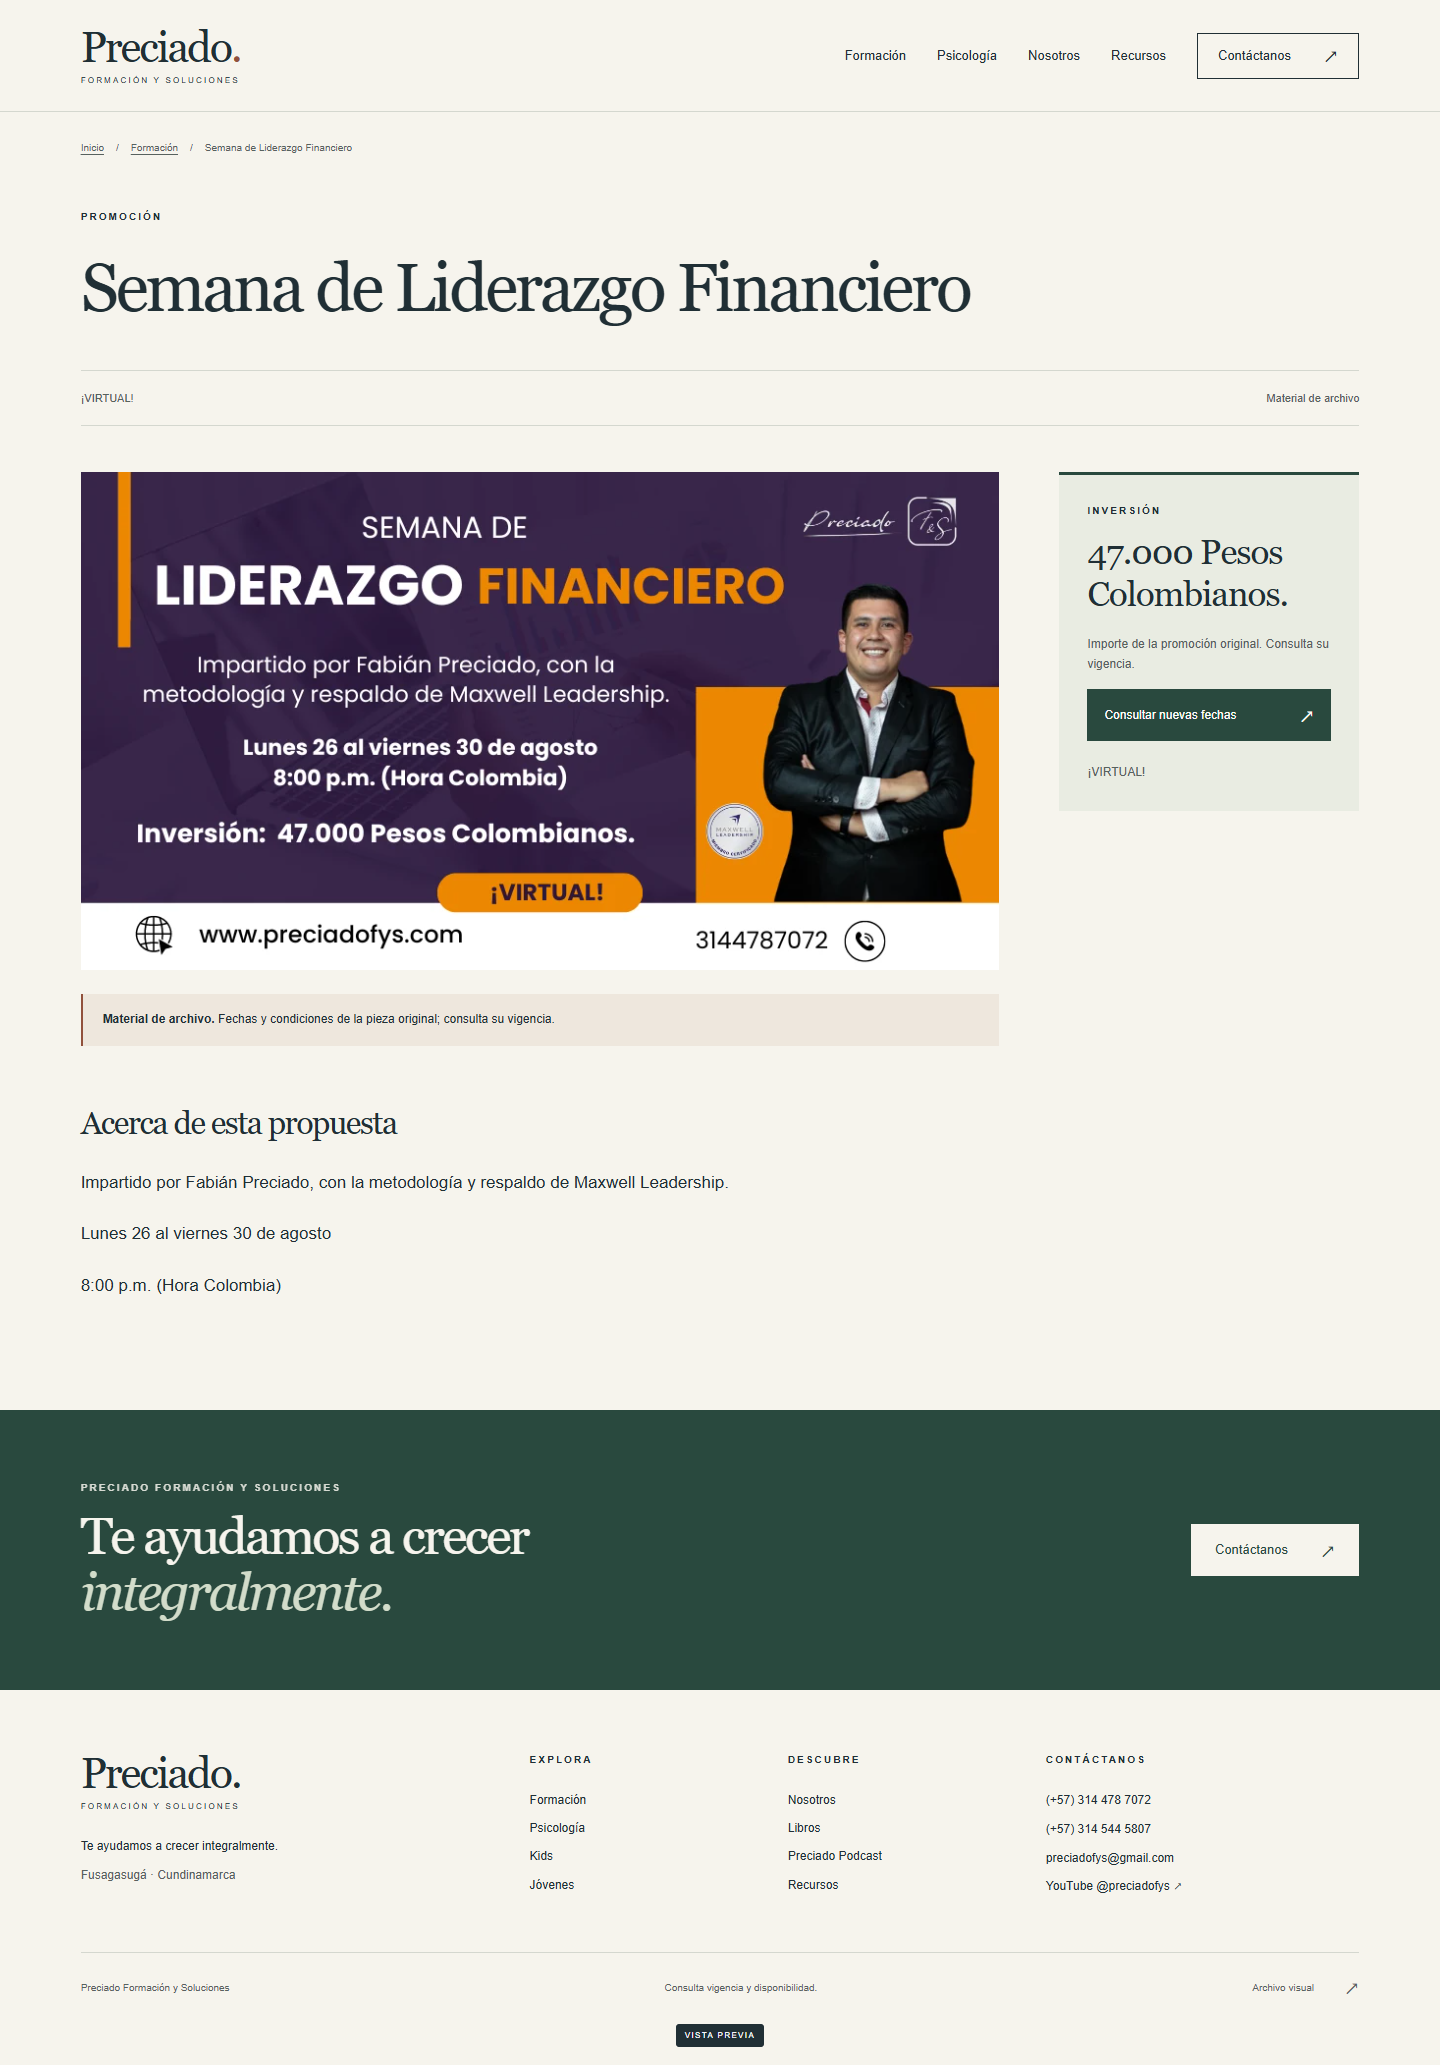 Preciado.
FORMACIÓN Y SOLUCIONES
Formación
Psicología
Nosotros
Recursos
Contáctanos ↗
Inicio / Formación / Semana de Liderazgo Financiero
PROMOCIÓN
Semana de Liderazgo Financiero
¡VIRTUAL!
Material de archivo
SEMANA DE
LIDERAZGO FINANCIERO
Preciado F&S
Impartido por Fabián Preciado, con la
metodología y respaldo de Maxwell Leadership.
Lunes 26 al viernes 30 de agosto
8:00 p.m. (Hora Colombia)
Inversión: 47.000 Pesos Colombianos.
MAXWELL
LEADERSHIP
MIEMBRO CERTIFICADO
¡VIRTUAL!
www.preciadofys.com
3144787072
INVERSIÓN
47.000 Pesos
Colombianos.
Importe de la promoción original. Consulta su
vigencia.
Consultar nuevas fechas ↗
¡VIRTUAL!
Material de archivo. Fechas y condiciones de la pieza original; consulta su vigencia.
Acerca de esta propuesta
Impartido por Fabián Preciado, con la metodología y respaldo de Maxwell Leadership.
Lunes 26 al viernes 30 de agosto
8:00 p.m. (Hora Colombia)
PRECIADO FORMACIÓN Y SOLUCIONES
Te ayudamos a crecer
integralmente.
Contáctanos ↗
Preciado.
FORMACIÓN Y SOLUCIONES
Te ayudamos a crecer integralmente.
Fusagasugá · Cundinamarca
EXPLORA
Formación
Psicología
Kids
Jóvenes
DESCUBRE
Nosotros
Libros
Preciado Podcast
Recursos
CONTÁCTANOS
(+57) 314 478 7072
(+57) 314 544 5807
preciadofys@gmail.com
YouTube @preciadofys ↗
Preciado Formación y Soluciones
Consulta vigencia y disponibilidad.
Archivo visual ↗
VISTA PREVIA